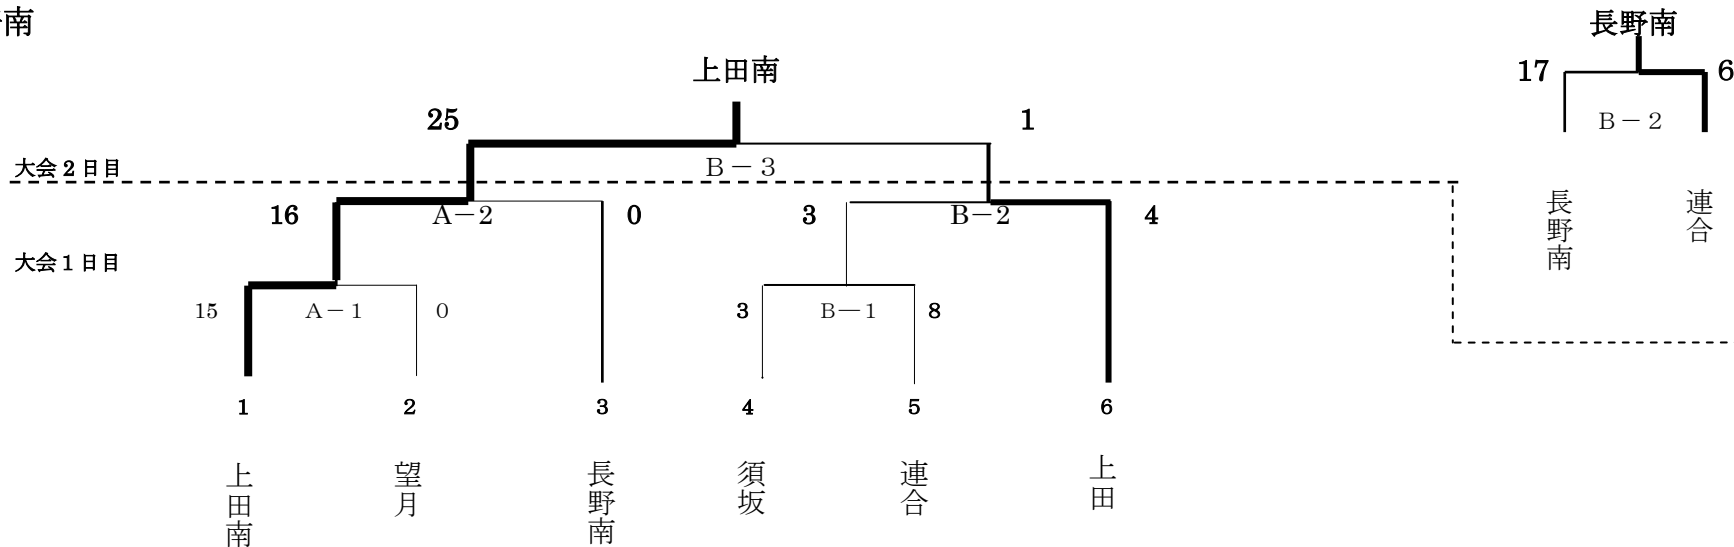 南
長野南
17 6
B－2
上田南
25 1
B－3
大会2日目
16 A－2 0 3 B－2 4
長野南 連合
大会1日目
15 A－1 0 3 B―1 8
1 2 3 4 5 6
上田南 望月 長野南 須坂 連合 上田